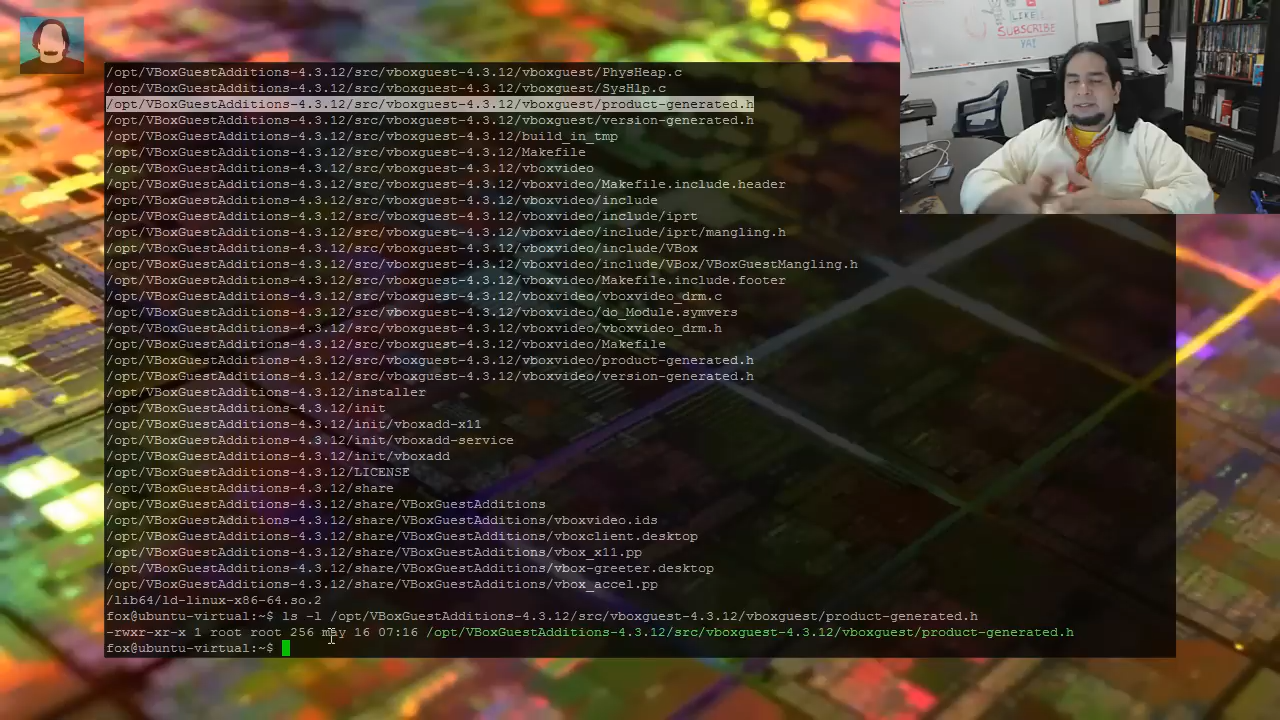 /opt/VBoxGuestAdditions-4.3.12/src/vboxguest-4.3.12/vboxguest/PhysHeap.c
/opt/VBoxGuestAdditions-4.3.12/src/vboxguest-4.3.12/vboxguest/SysHlp.c
/opt/VBoxGuestAdditions-4.3.12/src/vboxguest-4.3.12/vboxguest/product-generated.h
/opt/VBoxGuestAdditions-4.3.12/src/vboxguest-4.3.12/vboxguest/version-generated.h
/opt/VBoxGuestAdditions-4.3.12/src/vboxguest-4.3.12/build_in_tmp
/opt/VBoxGuestAdditions-4.3.12/src/vboxguest-4.3.12/Makefile
/opt/VBoxGuestAdditions-4.3.12/src/vboxguest-4.3.12/vboxvideo
/opt/VBoxGuestAdditions-4.3.12/src/vboxguest-4.3.12/vboxvideo/Makefile.include.header
/opt/VBoxGuestAdditions-4.3.12/src/vboxguest-4.3.12/vboxvideo/include
/opt/VBoxGuestAdditions-4.3.12/src/vboxguest-4.3.12/vboxvideo/include/iprt
/opt/VBoxGuestAdditions-4.3.12/src/vboxguest-4.3.12/vboxvideo/include/iprt/mangling.h
/opt/VBoxGuestAdditions-4.3.12/src/vboxguest-4.3.12/vboxvideo/include/VBox
/opt/VBoxGuestAdditions-4.3.12/src/vboxguest-4.3.12/vboxvideo/include/VBox/VBoxGuestMangling.h
/opt/VBoxGuestAdditions-4.3.12/src/vboxguest-4.3.12/vboxvideo/Makefile.include.footer
/opt/VBoxGuestAdditions-4.3.12/src/vboxguest-4.3.12/vboxvideo/vboxvideo_drm.c
/opt/VBoxGuestAdditions-4.3.12/src/vboxguest-4.3.12/vboxvideo/do_Module.symvers
/opt/VBoxGuestAdditions-4.3.12/src/vboxguest-4.3.12/vboxvideo/vboxvideo_drm.h
/opt/VBoxGuestAdditions-4.3.12/src/vboxguest-4.3.12/vboxvideo/Makefile
/opt/VBoxGuestAdditions-4.3.12/src/vboxguest-4.3.12/vboxvideo/product-generated.h
/opt/VBoxGuestAdditions-4.3.12/src/vboxguest-4.3.12/vboxvideo/version-generated.h
/opt/VBoxGuestAdditions-4.3.12/installer
/opt/VBoxGuestAdditions-4.3.12/init
/opt/VBoxGuestAdditions-4.3.12/init/vboxadd-x11
/opt/VBoxGuestAdditions-4.3.12/init/vboxadd-service
/opt/VBoxGuestAdditions-4.3.12/init/vboxadd
/opt/VBoxGuestAdditions-4.3.12/LICENSE
/opt/VBoxGuestAdditions-4.3.12/share
/opt/VBoxGuestAdditions-4.3.12/share/VBoxGuestAdditions
/opt/VBoxGuestAdditions-4.3.12/share/VBoxGuestAdditions/vboxvideo.ids
/opt/VBoxGuestAdditions-4.3.12/share/VBoxGuestAdditions/vboxclient.desktop
/opt/VBoxGuestAdditions-4.3.12/share/VBoxGuestAdditions/vbox_x11.pp
/opt/VBoxGuestAdditions-4.3.12/share/VBoxGuestAdditions/vbox-greeter.desktop
/opt/VBoxGuestAdditions-4.3.12/share/VBoxGuestAdditions/vbox_accel.pp
/lib64/ld-linux-x86-64.so.2
fox@ubuntu-virtual:~$ ls -l /opt/VBoxGuestAdditions-4.3.12/src/vboxguest-4.3.12/vboxguest/product-generated.h
-rwxr-xr-x 1 root root 256 may 16 07:16 /opt/VBoxGuestAdditions-4.3.12/src/vboxguest-4.3.12/vboxguest/product-generated.h
fox@ubuntu-virtual:~$
LIKE
SUBSCRIBE
YA!